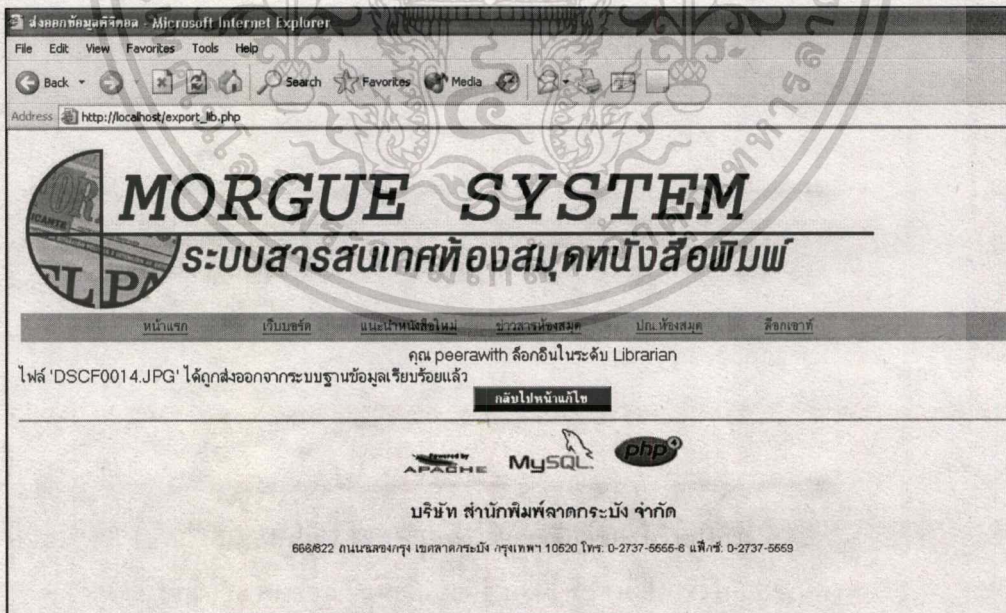 ส่งออกข้อมูลดิจิตอล - Microsoft Internet Explorer
File Edit View Favorites Tools Help
Back Search Favorites Media
Address http://localhost/export_lib.php
MORGUE SYSTEM
ระบบสารสนเทศห้องสมุดหนังสือพิมพ์
หน้าแรก เว็บบอร์ด แนะนำหนังสือใหม่ ข่าวสารห้องสมุด ปณ.ห้องสมุด ล็อกเอาท์
คุณ peerawith ล็อกอินในระดับ Librarian
ไฟล์ 'DSCF0014.JPG' ได้ถูกส่งออกจากระบบฐานข้อมูลเรียบร้อยแล้ว
กลับไปหน้าแก้ไข
Powered by APACHE MySQL php4
บริษัท สำนักพิมพ์ลาดกระบัง จำกัด
ถนนฉลองกรุง เขตลาดกระบัง กรุงเทพฯ 10520 โทร: 0-2737-5555-6 แฟ็กซ์: 0-2737-5559